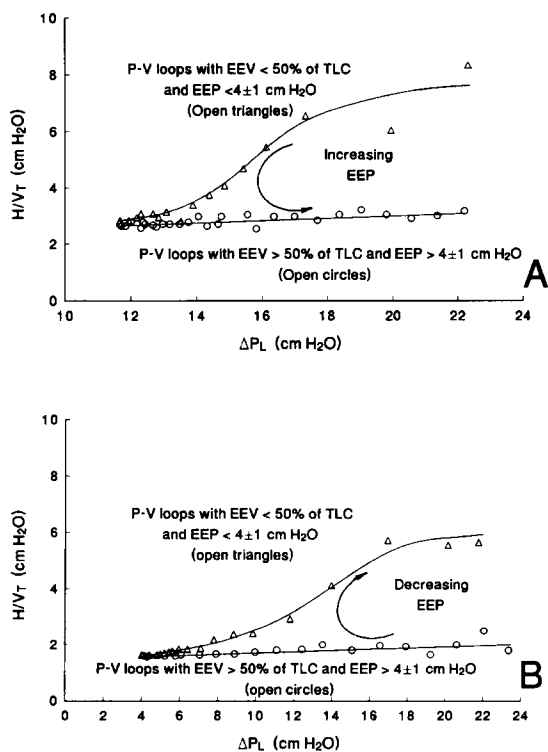 10
8
6
4
2
0
H/VT (cm H2O)
P-V loops with EEV < 50% of TLC
and EEP <4±1 cm H2O
(Open triangles)
Increasing
EEP
P-V loops with EEV > 50% of TLC and EEP > 4±1 cm H2O
(Open circles)
A
10 12 14 16 18 20 22 24
ΔPL (cm H2O)
10
8
6
4
2
0
H/VT (cm H2O)
P-V loops with EEV < 50% of TLC
and EEP < 4±1 cm H2O
(open triangles)
Decreasing
EEP
P-V loops with EEV > 50% of TLC and EEP > 4±1 cm H2O
(open circles)
B
0 2 4 6 8 10 12 14 16 18 20 22 24
ΔPL (cm H2O)